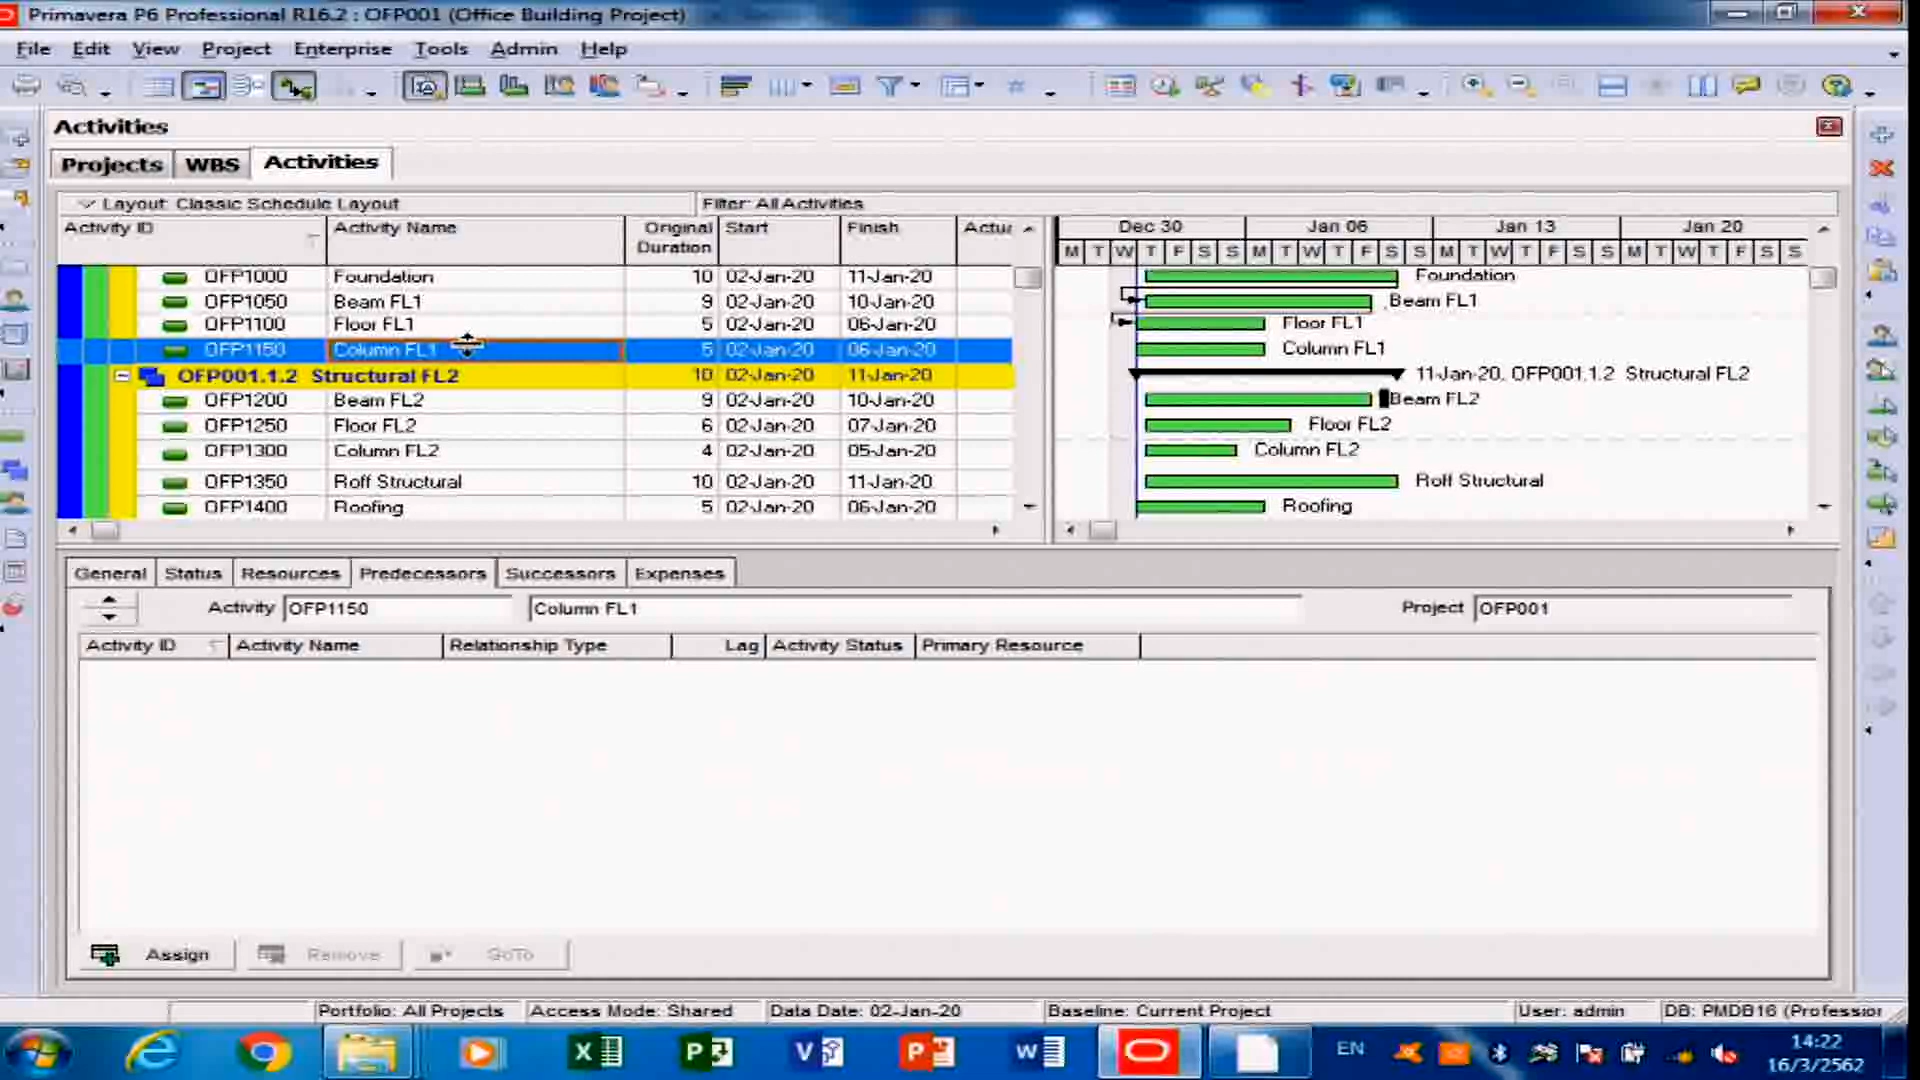 Primavera P6 Professional R16.2 : OFP001 (Office Building Project)
File Edit View Project Enterprise Tools Admin Help
Activities
Projects WBS Activities
Layout: Classic Schedule Layout Filter: All Activities
Activity ID Activity Name Original Duration Start Finish Actu
Dec 30 Jan 06 Jan 13 Jan 20
M T W T F S S M T W T F S S M T W T F S S M T W T F S S
OFP1000 Foundation 10 02-Jan-20 11-Jan-20 Foundation
OFP1050 Beam FL1 9 02-Jan-20 10-Jan-20 Beam FL1
OFP1100 Floor FL1 5 02-Jan-20 06-Jan-20 Floor FL1
OFP1150 Column FL1 5 02-Jan-20 06-Jan-20 Column FL1
OFP001.1.2 Structural FL2 10 02-Jan-20 11-Jan-20 11-Jan-20, OFP001.1.2 Structural FL2
OFP1200 Beam FL2 9 02-Jan-20 10-Jan-20 Beam FL2
OFP1250 Floor FL2 6 02-Jan-20 07-Jan-20 Floor FL2
OFP1300 Column FL2 4 02-Jan-20 05-Jan-20 Column FL2
OFP1350 Roff Structural 10 02-Jan-20 11-Jan-20 Roff Structural
OFP1400 Roofing 5 02-Jan-20 06-Jan-20 Roofing
General Status Resources Predecessors Successors Expenses
Activity OFP1150 Column FL1 Project OFP001
Activity ID Activity Name Relationship Type Lag Activity Status Primary Resource
Assign Remove GoTo
Portfolio: All Projects Access Mode: Shared Data Date: 02-Jan-20 Baseline: Current Project User: admin DB: PMDB16 (Professior
EN 14:22
16/3/2562